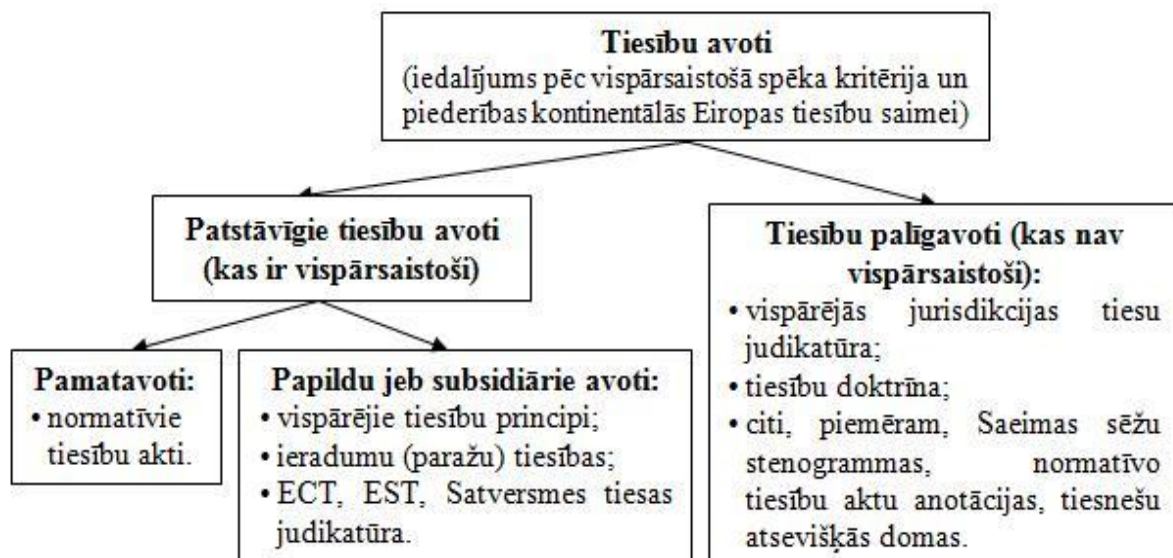 Tiesību avoti
(iedalījums pēc vispārsaistošā spēka kritērija un
piederības kontinentālās Eiropas tiesību saimei)
Patstāvīgie tiesību avoti
(kas ir vispārsaistoši)
Pamatavoti:
• normatīvie
tiesību akti.
Papildu jeb subsidiārie avoti:
• vispārējie tiesību principi;
• ieradumu (paražu) tiesības;
• ECT, EST, Satversmes tiesas
judikatūra.
Tiesību palīgavoti (kas nav
vispārsaistoši):
• vispārējās jurisdikcijas tiesu
judikatūra;
• tiesību doktrīna;
• citi, piemēram, Saeimas sēžu
stenogrammas, normatīvo
tiesību aktu anotācijas, tiesnešu
atsevišķās domas.